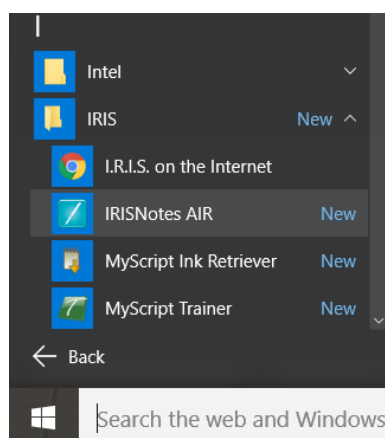 I
Intel
IRIS New
I.R.I.S. on the Internet
IRISNotes AIR New
MyScript Ink Retriever New
MyScript Trainer New
Back
Search the web and Windows